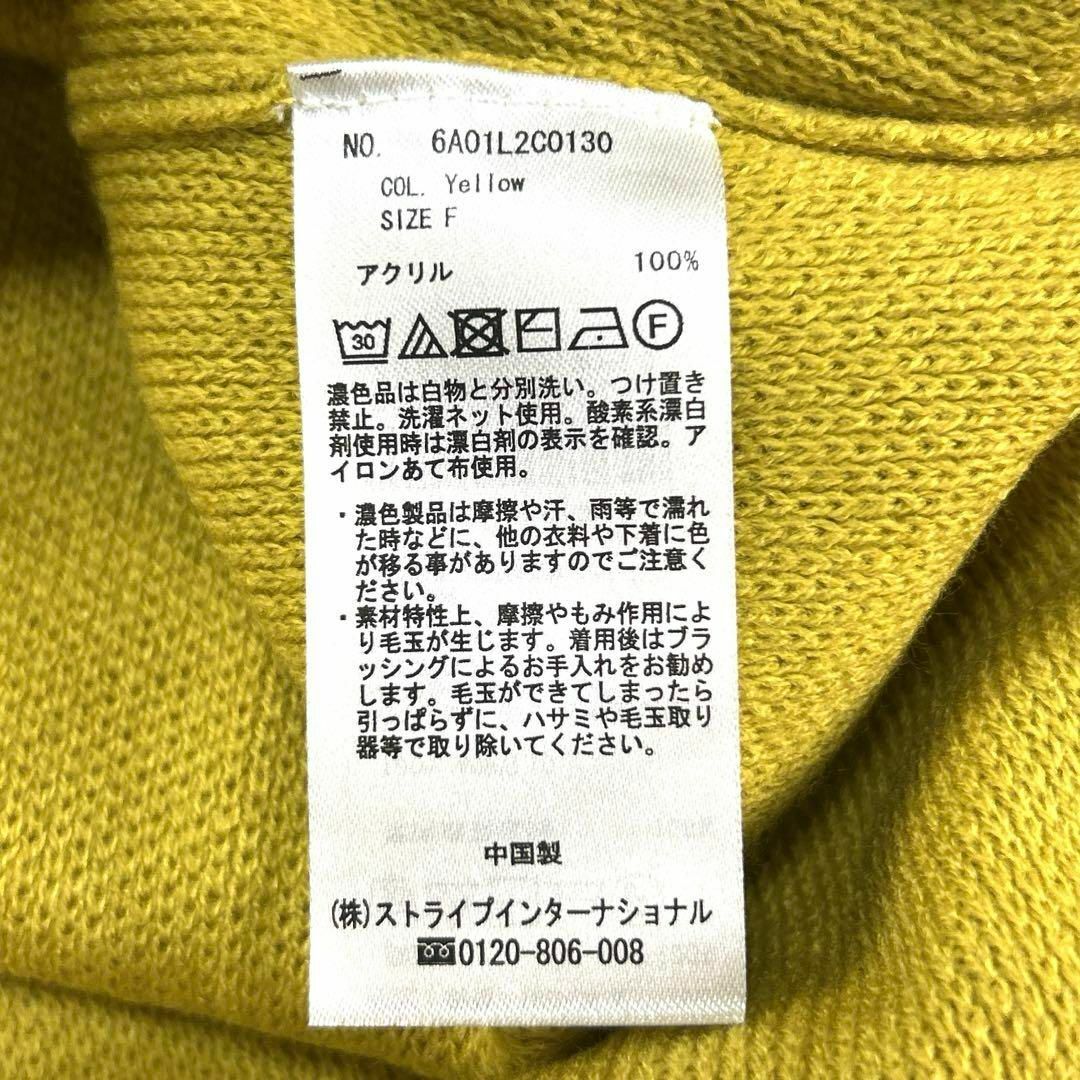 NO. 6A01L2C0130
COL. Yellow
SIZE F
アクリル 100%
30 F
濃色品は白物と分別洗い。つけ置き
禁止。洗濯ネット使用。酸素系漂白
剤使用時は漂白剤の表示を確認。ア
イロンあて布使用。
・濃色製品は摩擦や汗、雨等で濡れ
た時などに、他の衣料や下着に色
が移る事がありますのでご注意く
ださい。
・素材特性上、摩擦やもみ作用によ
り毛玉が生じます。着用後はブラ
ッシングによるお手入れをお勧め
します。毛玉ができてしまったら
引っぱらずに、ハサミや毛玉取り
器等で取り除いてください。
中国製
(株)ストライプインターナショナル
0120-806-008